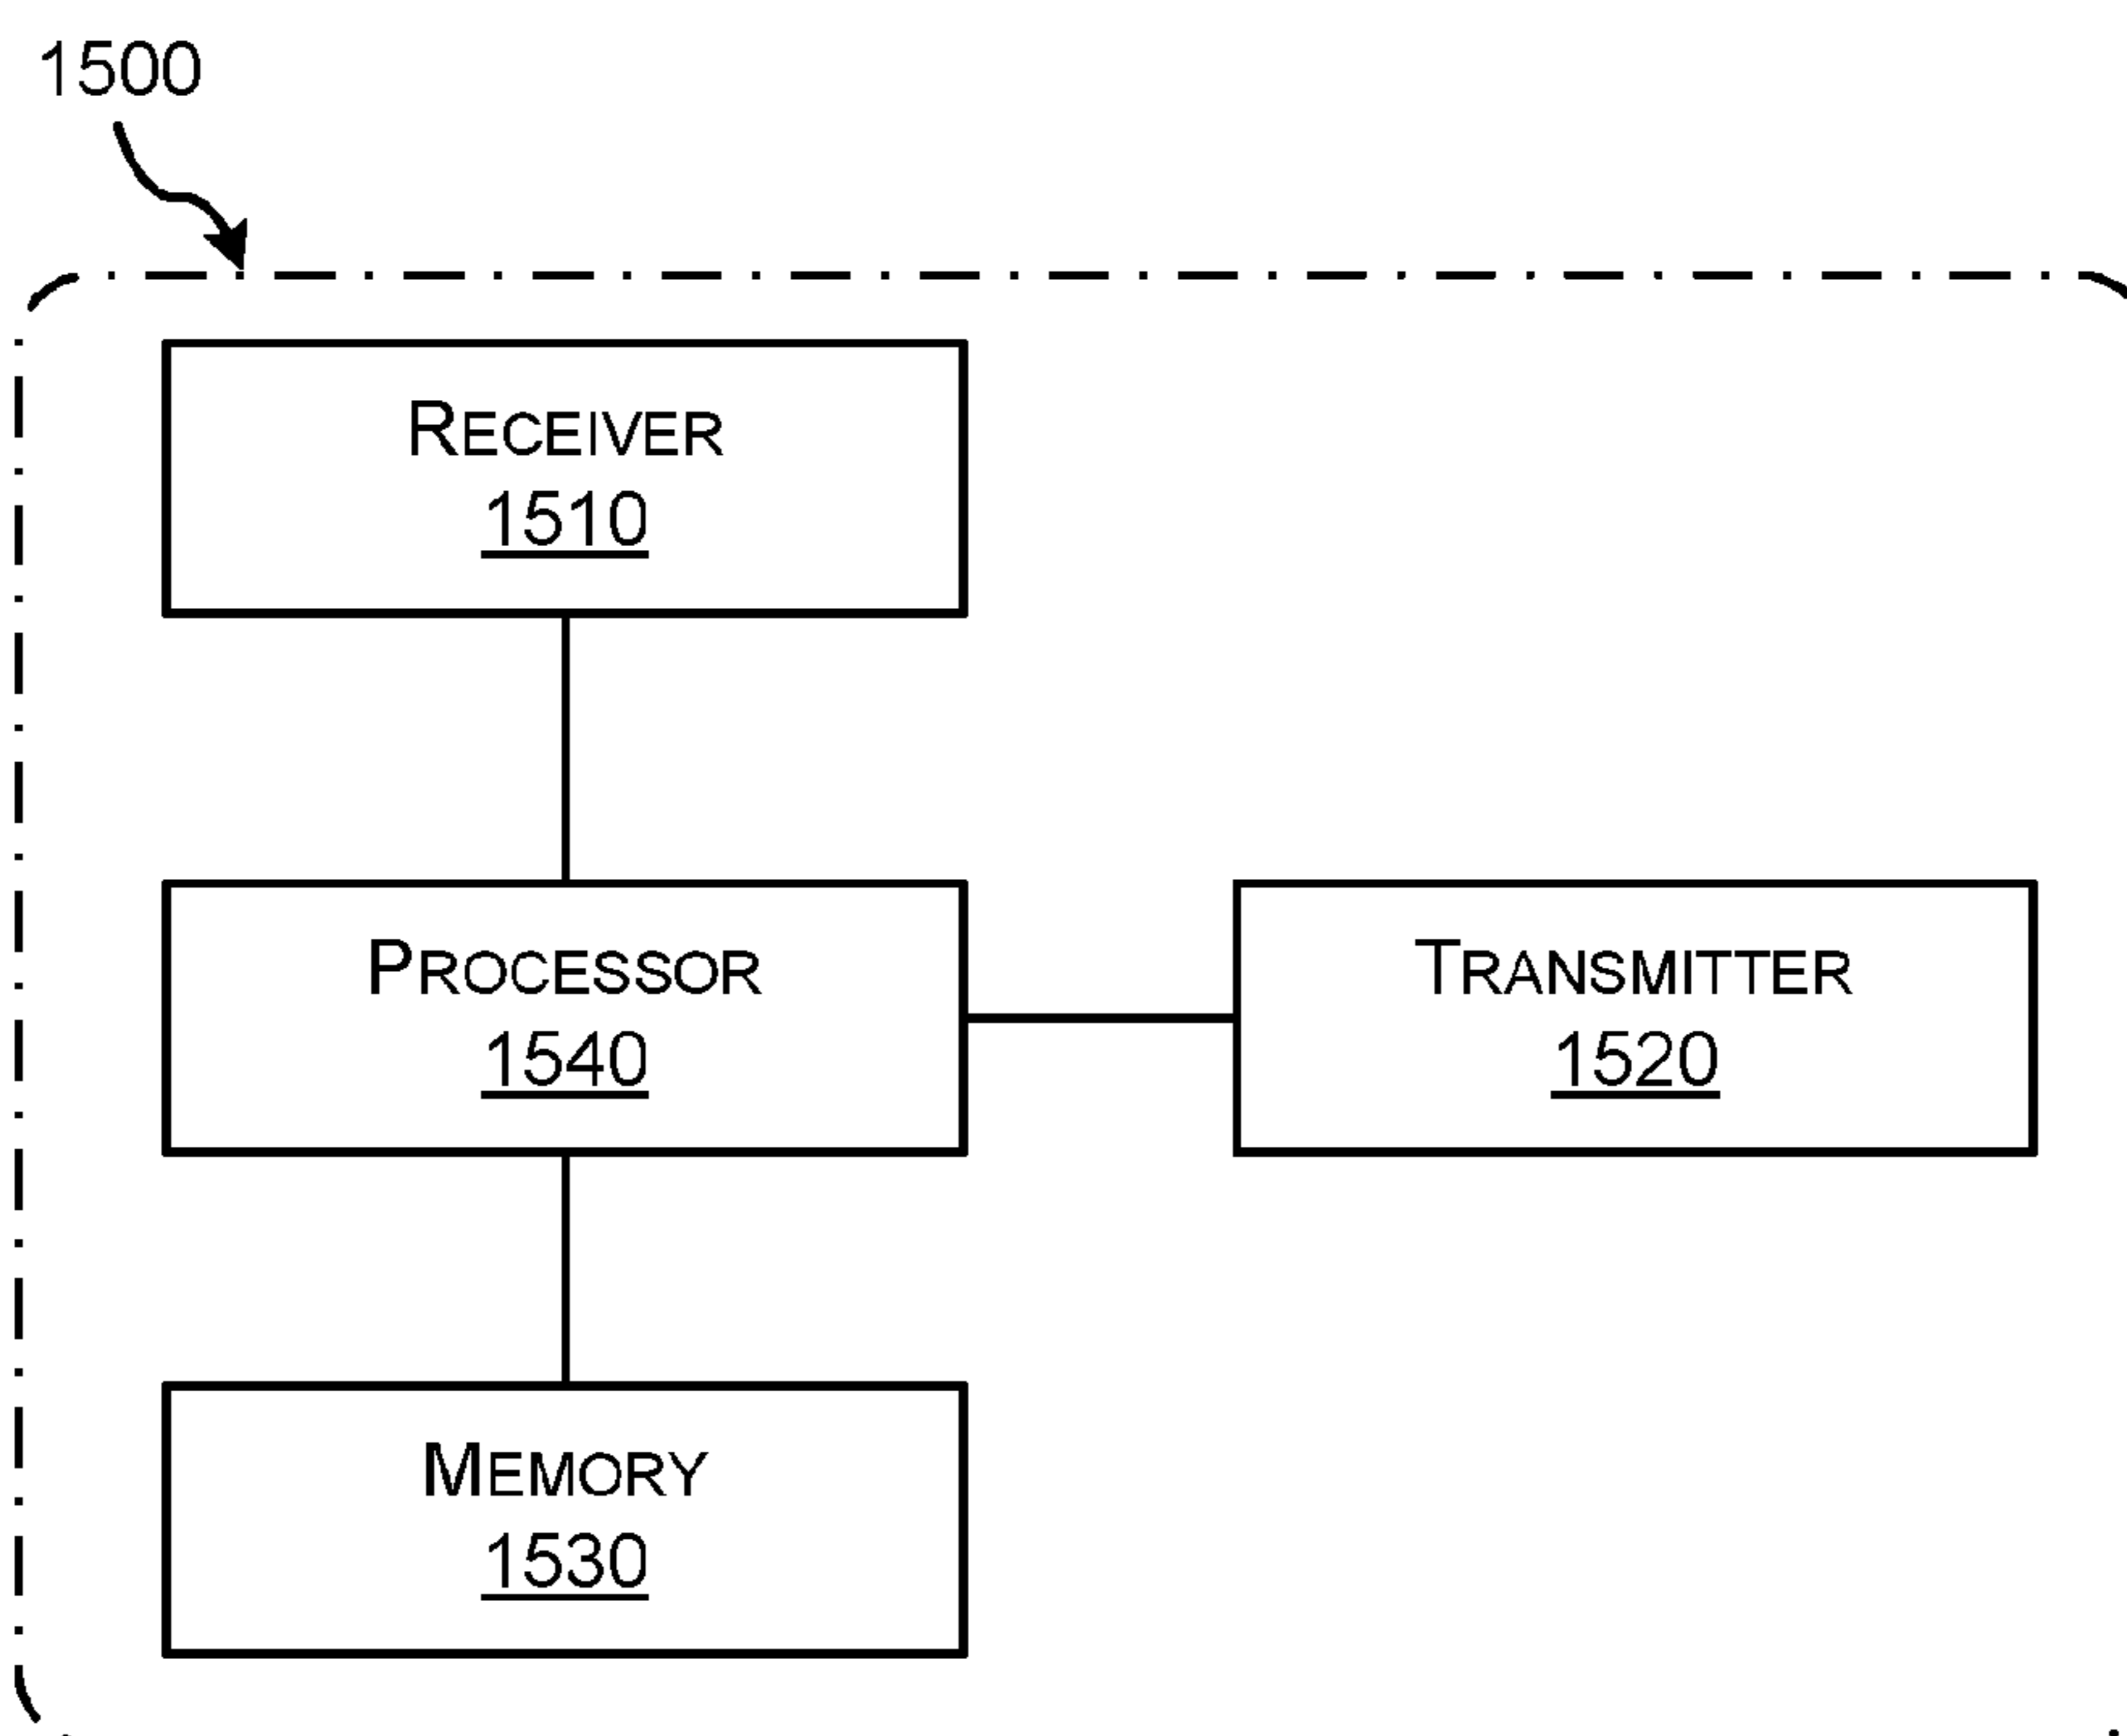 1500
RECEIVER
1510
PROCESSOR
1540
TRANSMITTER
1520
MEMORY
1530